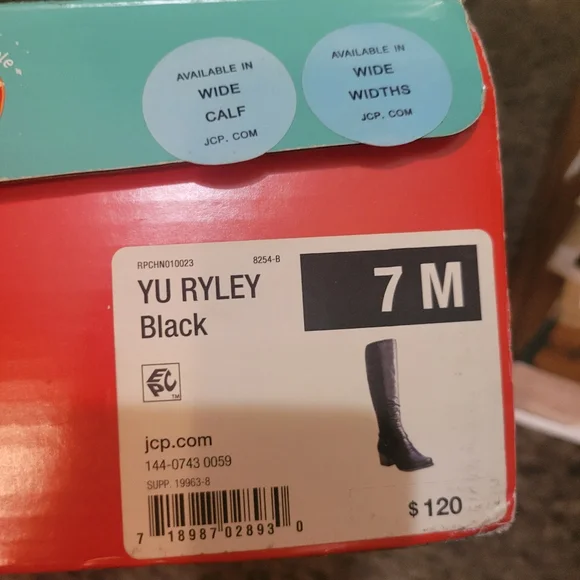 AVAILABLE IN
WIDE
CALF
JCP. COM
AVAILABLE IN
WIDE
WIDTHS
JCP. COM
RPCHN010023 8254-B
YU RYLEY
Black
7 M
EPC™
jcp.com
144-0743 0059
SUPP. 19963-8
$ 120
7 18987 02893 0